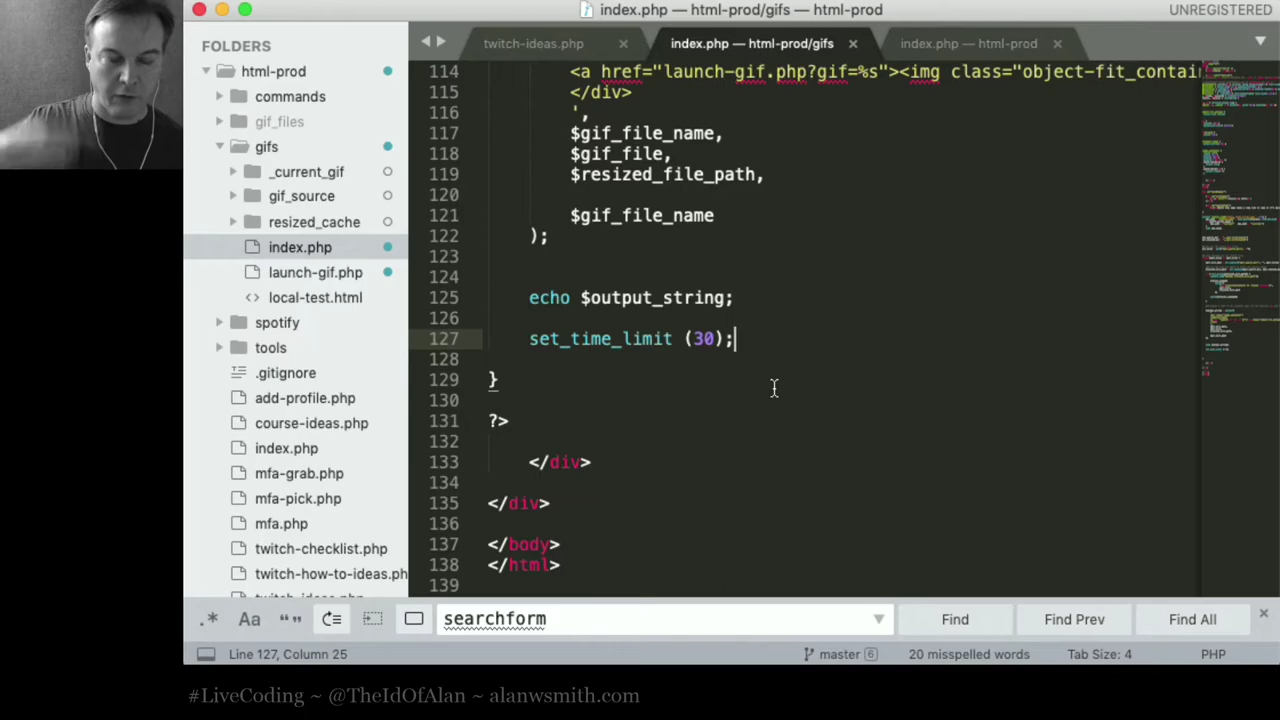 index.php — html-prod/gifs — html-prod
UNREGISTERED
FOLDERS
html-prod
commands
gif_files
gifs
_current_gif
gif_source
resized_cache
index.php
launch-gif.php
local-test.html
spotify
tools
.gitignore
add-profile.php
course-ideas.php
index.php
mfa-grab.php
mfa-pick.php
mfa.php
twitch-checklist.php
twitch-how-to-ideas.ph
twitch-ideas.php
index.php — html-prod/gifs
index.php — html-prod
114 <a href="launch-gif.php?gif=%s"><img class="object-fit_contai
115 </div>
116 ',
117 $gif_file_name,
118 $gif_file,
119 $resized_file_path,
120
121 $gif_file_name
122 );
123
124
125 echo $output_string;
126
127 set_time_limit (30);
128
129 }
130
131 ?>
132
133 </div>
134
135 </div>
136
137 </body>
138 </html>
139
.* Aa “” searchform Find Find Prev Find All
Line 127, Column 25 master 6 20 misspelled words Tab Size: 4 PHP
#LiveCoding ~ @TheIdOfAlan ~ alanwsmith.com